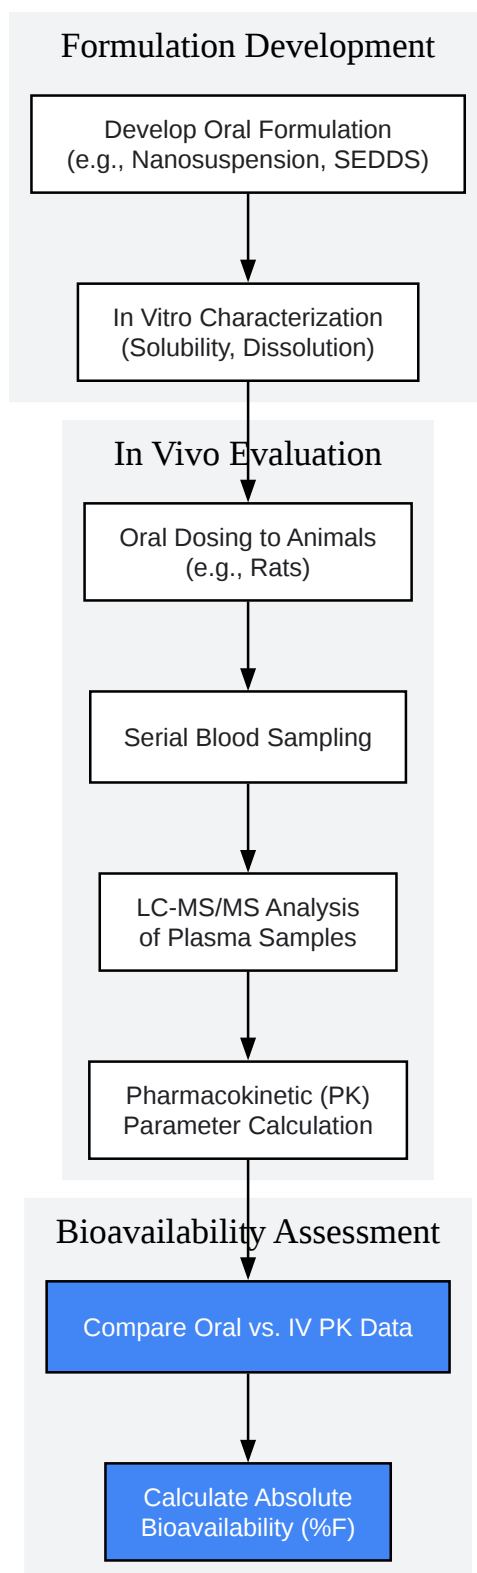 Formulation Development
Develop Oral Formulation
(e.g., Nanosuspension, SEDDS)
In Vitro Characterization
(Solubility, Dissolution)
In Vivo Evaluation
Oral Dosing to Animals
(e.g., Rats)
Serial Blood Sampling
LC-MS/MS Analysis
of Plasma Samples
Pharmacokinetic (PK)
Parameter Calculation
Bioavailability Assessment
Compare Oral vs. IV PK Data
Calculate Absolute
Bioavailability (%F)